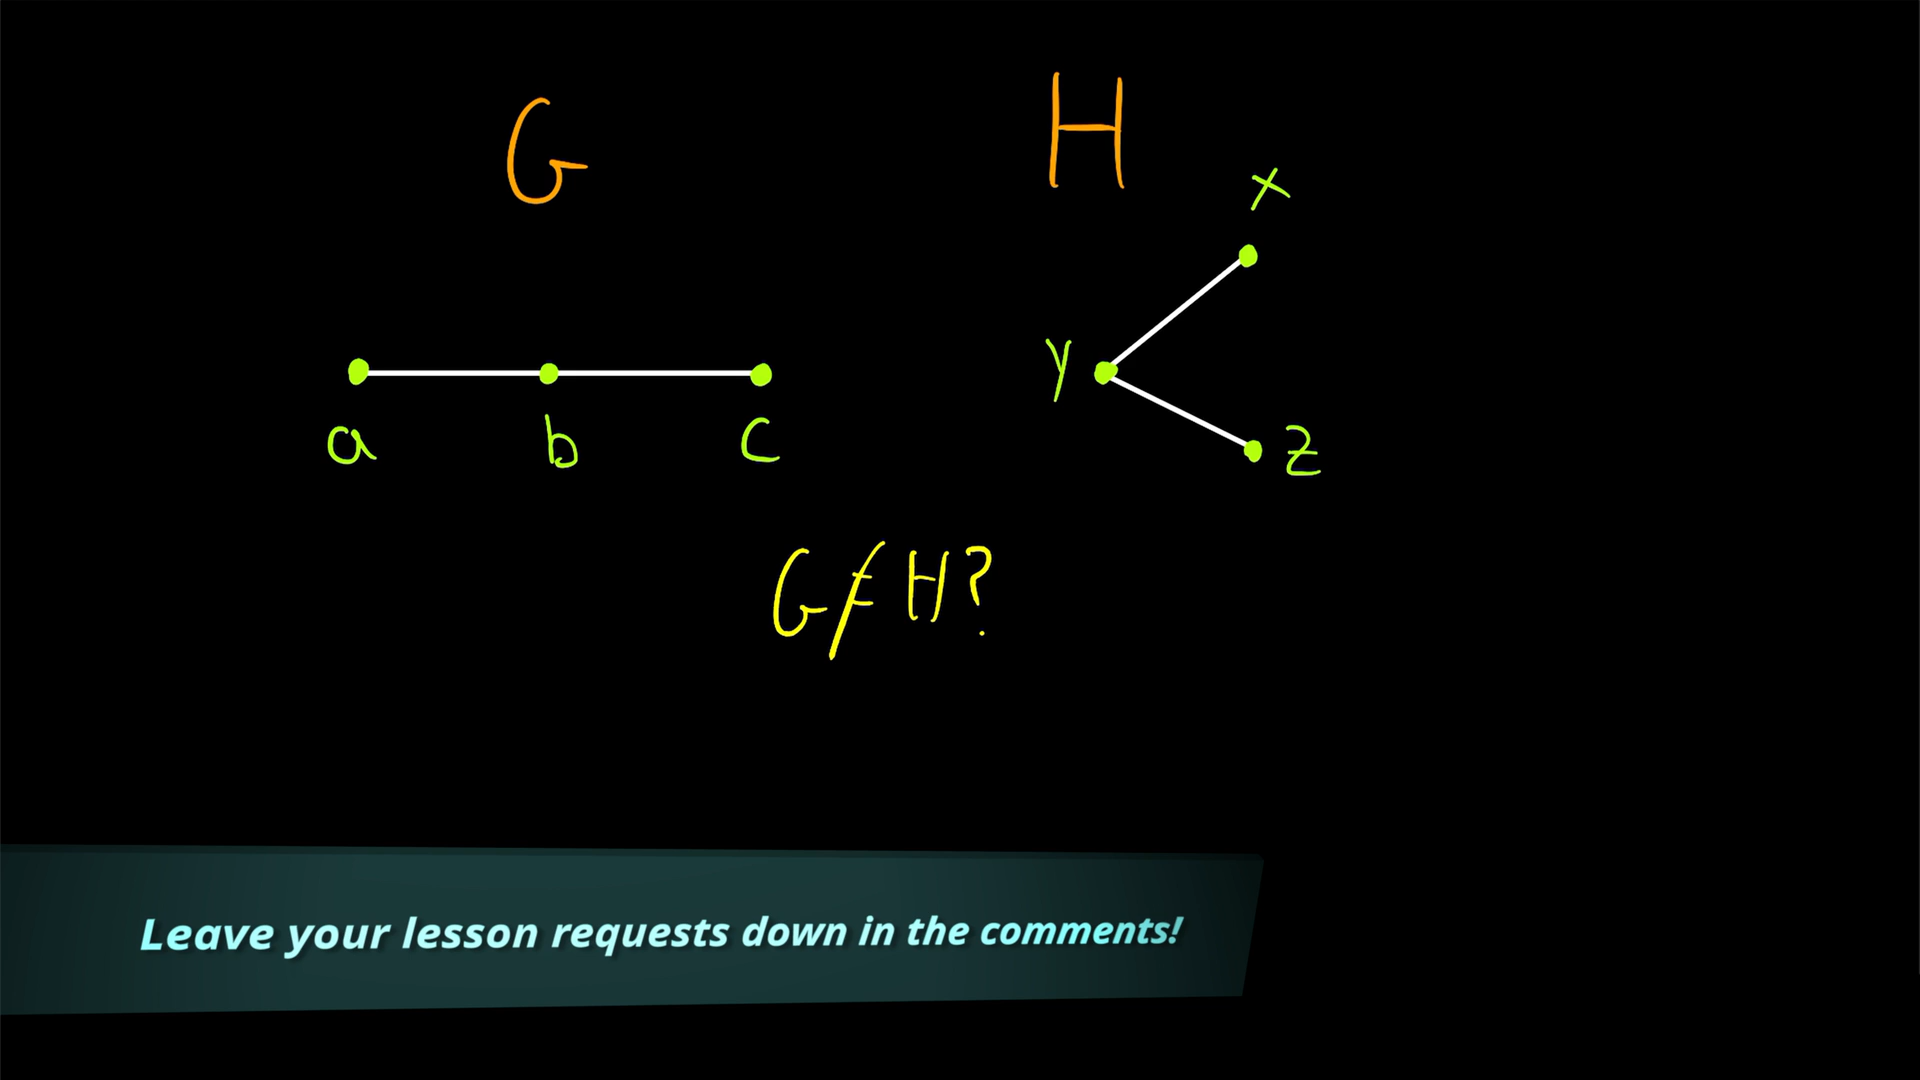 G
H
x
y
a b c
z
G ≠ H?
Leave your lesson requests down in the comments!